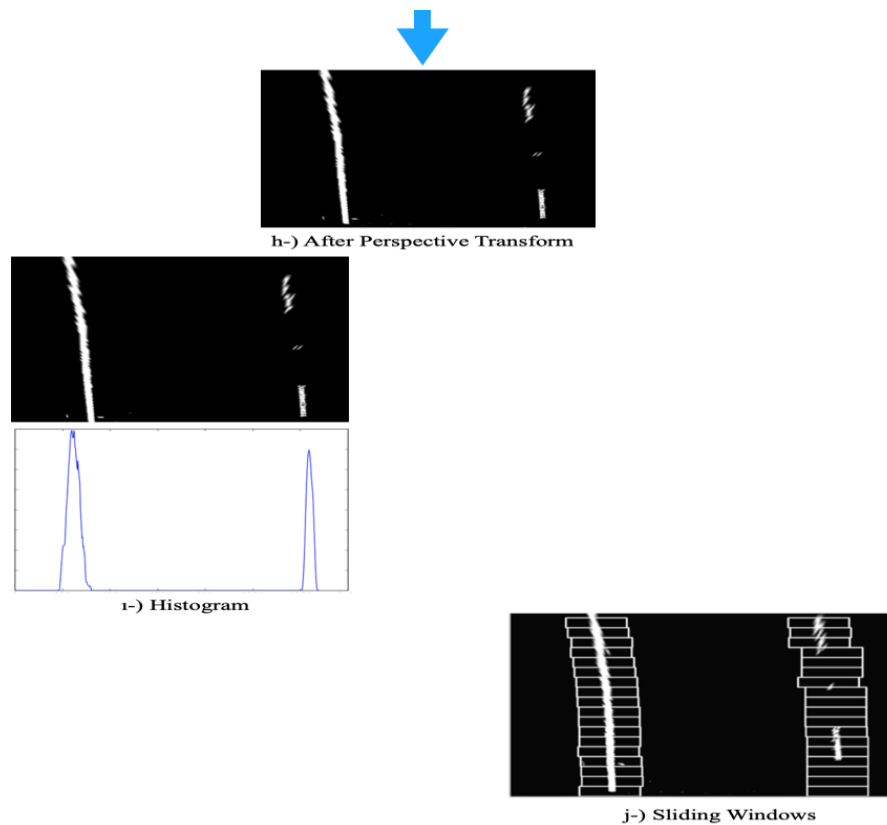 h-) After Perspective Transform
ı-) Histogram
j-) Sliding Windows